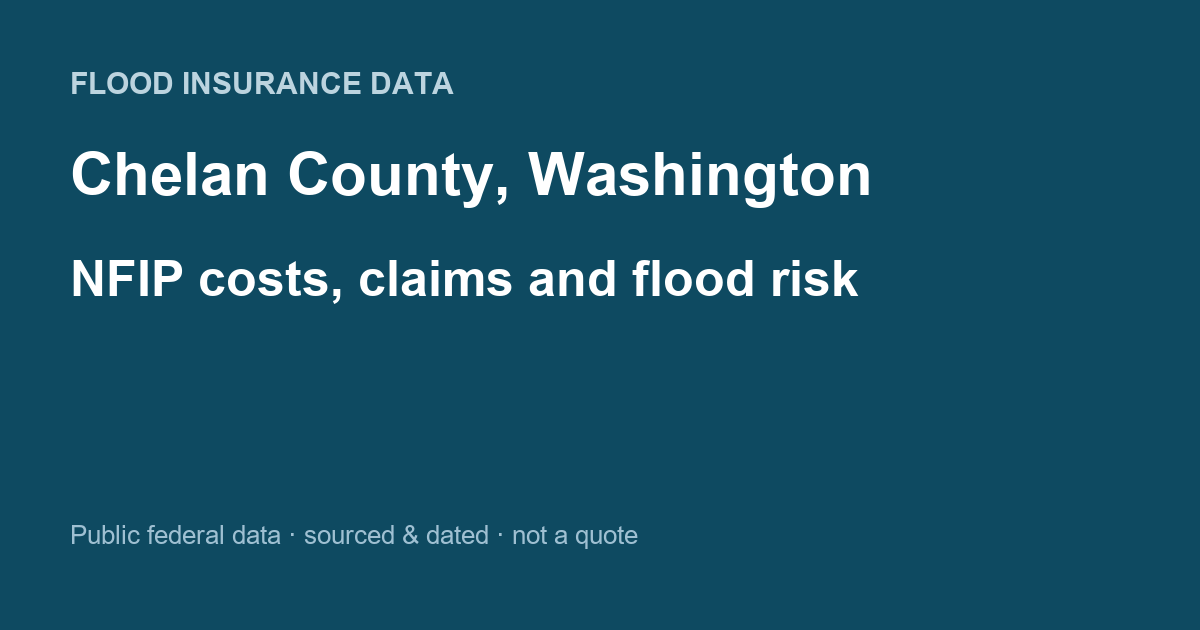 FLOOD INSURANCE DATA
Chelan County, Washington
NFIP costs, claims and flood risk
Public federal data · sourced & dated · not a quote